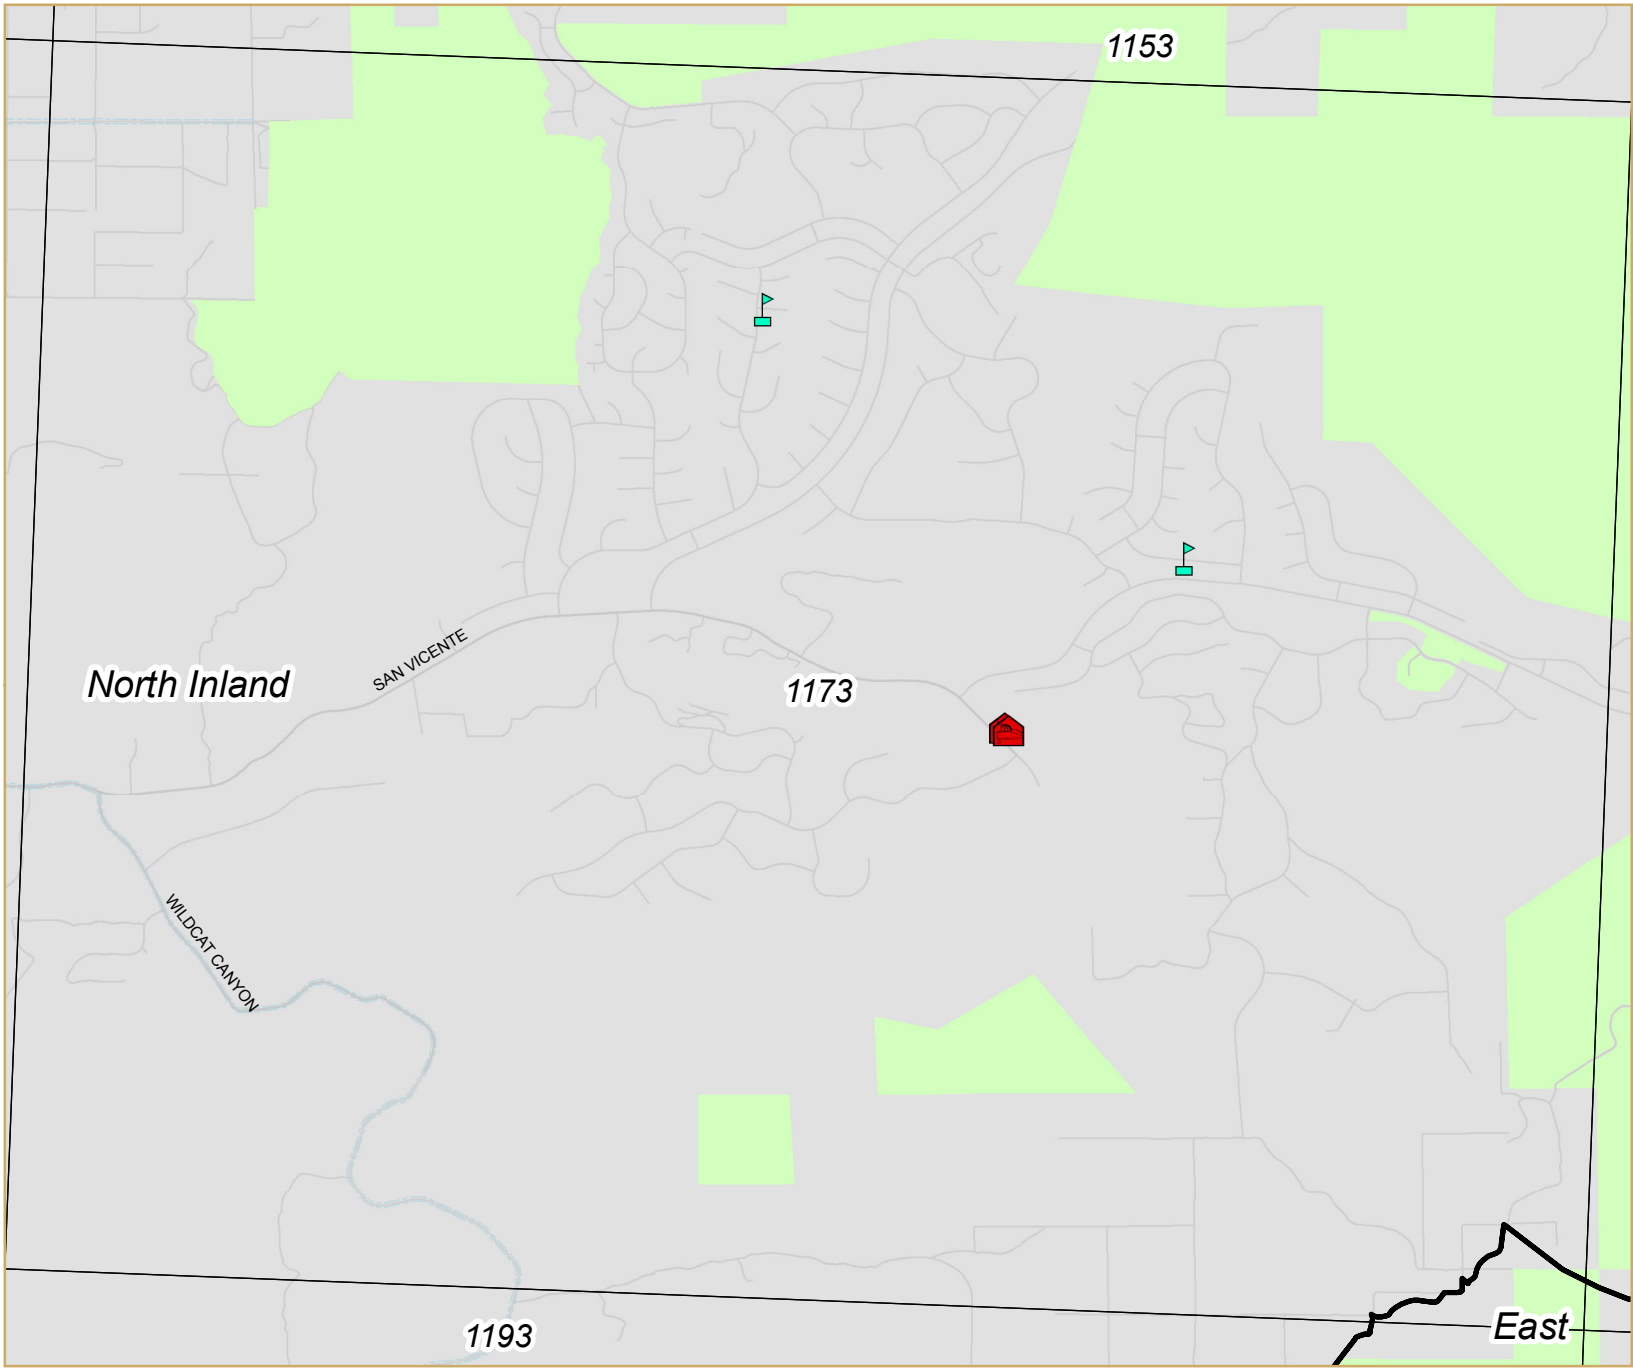 1153
SAN VICENTE
North Inland
1173
WILDCAT CANYON
East
1193